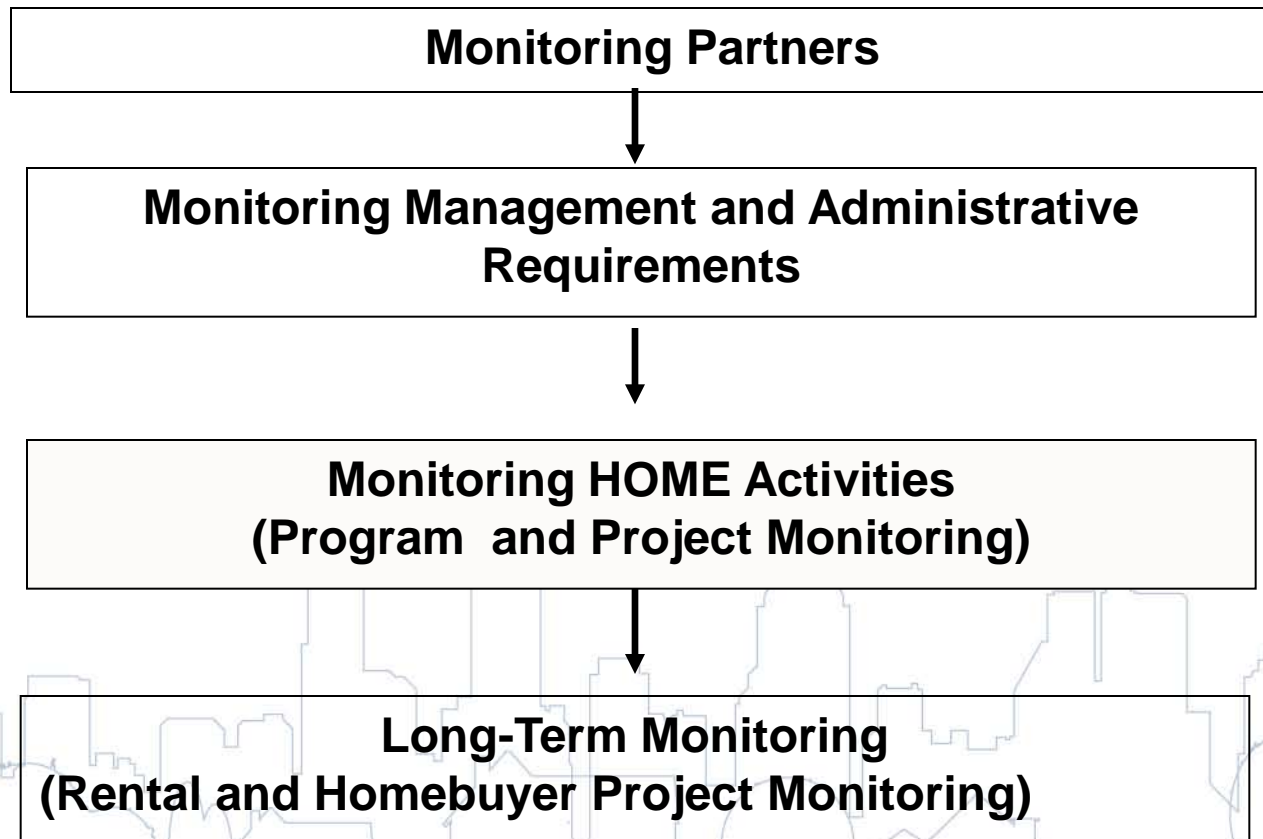 Monitoring Partners
Monitoring Management and Administrative
Requirements
Monitoring HOME Activities
(Program and Project Monitoring)
Long-Term Monitoring
(Rental and Homebuyer Project Monitoring)